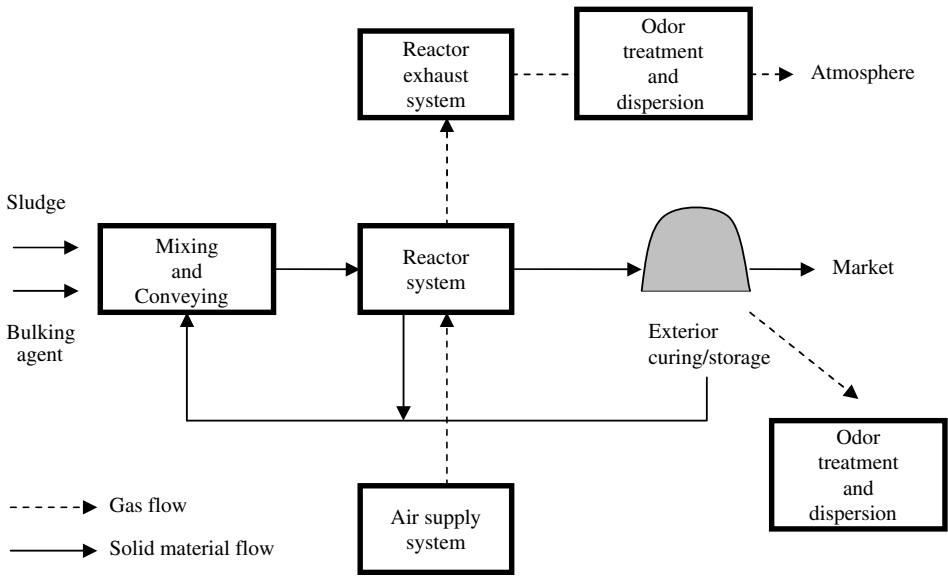 Reactor
exhaust
system
Odor
treatment
and
dispersion
Atmosphere
Sludge
Bulking
agent
Mixing
and
Conveying
Reactor
system
Market
Exterior
curing/storage
Odor
treatment
and
dispersion
Air supply
system
Gas flow
Solid material flow